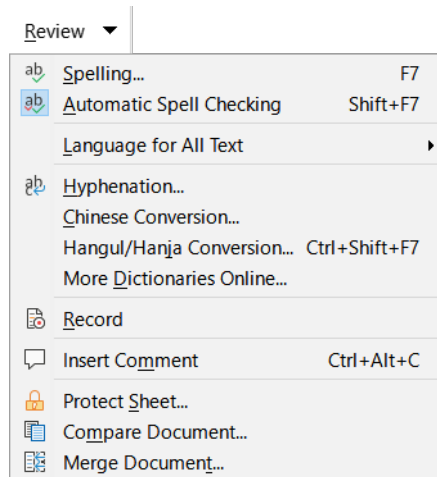 Review
Spelling... F7
Automatic Spell Checking Shift+F7
Language for All Text
Hyphenation...
Chinese Conversion...
Hangul/Hanja Conversion... Ctrl+Shift+F7
More Dictionaries Online...
Record
Insert Comment Ctrl+Alt+C
Protect Sheet...
Compare Document...
Merge Document...